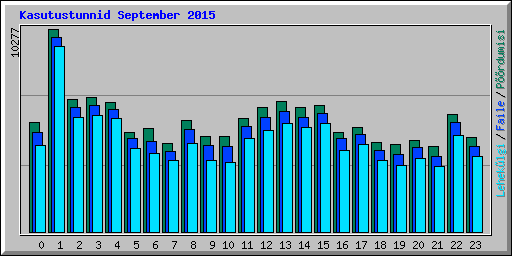 Kasutustunnid September 2015
10277
Lehekülgi / Faile / Pöördumisi
0 1 2 3 4 5 6 7 8 9 10 11 12 13 14 15 16 17 18 19 20 21 22 23